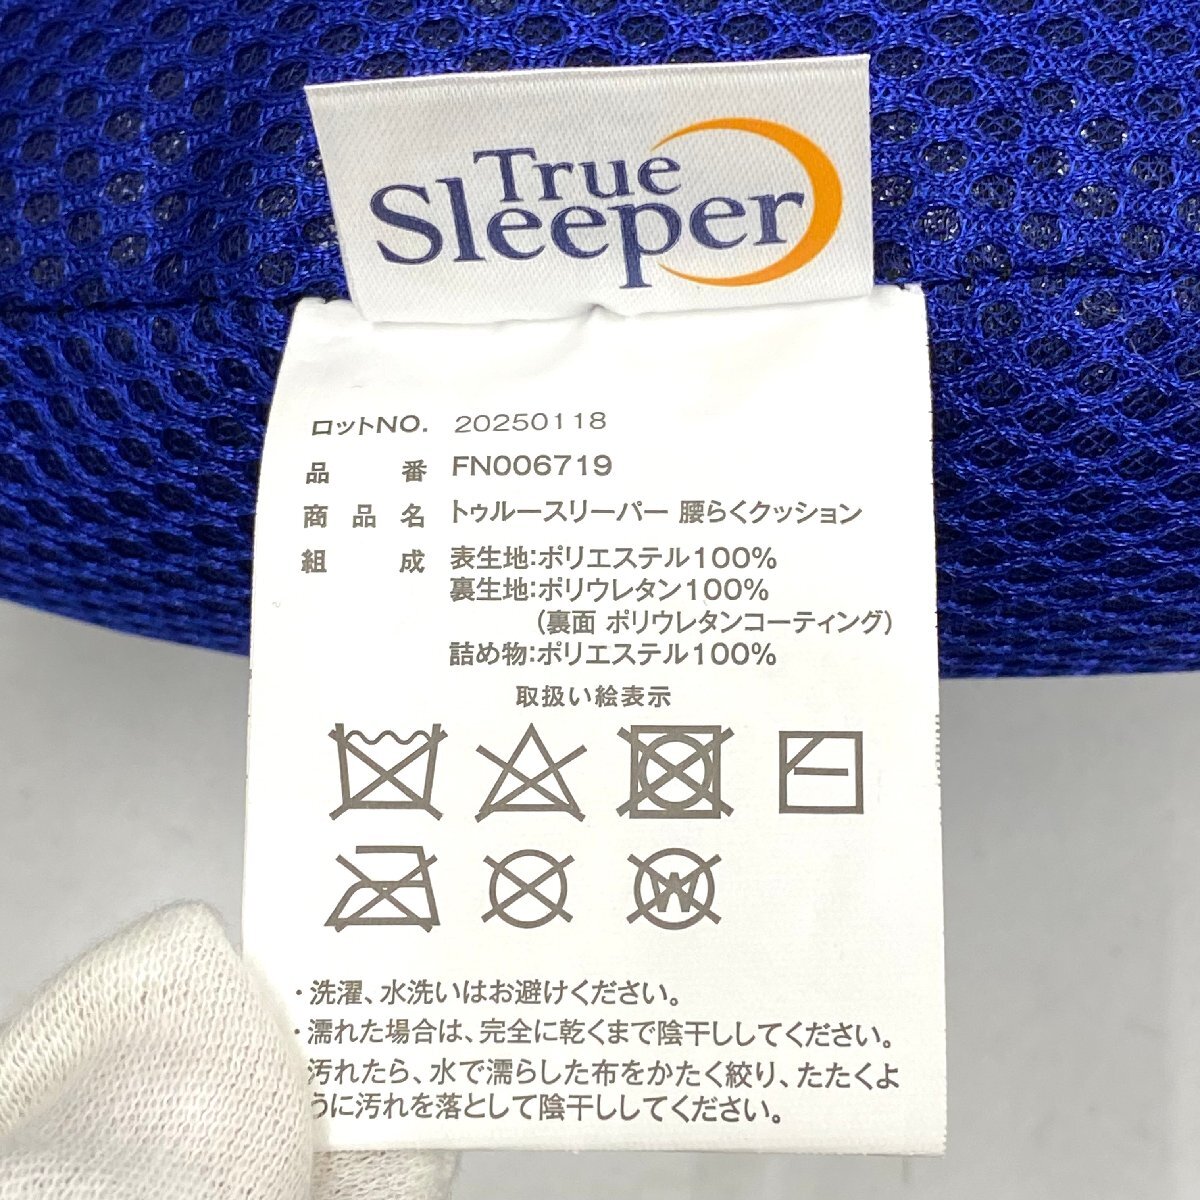 True
Sleeper
ロットNO. 20250118
品番 FN006719
商品名 トゥルースリーパー 腰らくクッション
組成 表生地:ポリエステル100%
裏生地:ポリウレタン100%
(裏面 ポリウレタンコーティング)
詰め物:ポリエステル100%
取扱い絵表示
W
・洗濯、水洗いはお避けください。
・濡れた場合は、完全に乾くまで陰干ししてください。
汚れたら、水で濡らした布をかたく絞り、たたくよ
うに汚れを落として陰干ししてください。